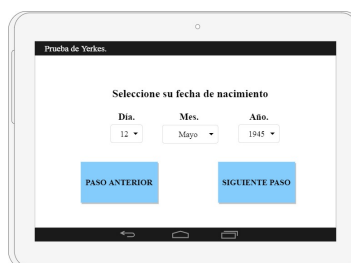 Prueba de Yerkes.
Seleccione su fecha de nacimiento
Día. Mes. Año.
12 Mayo 1945
PASO ANTERIOR SIGUIENTE PASO